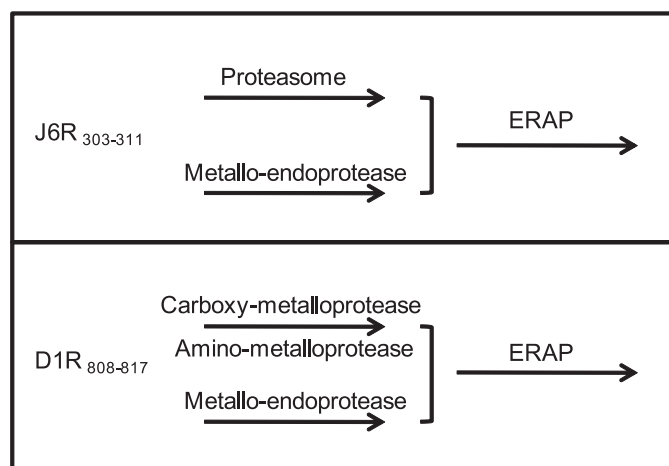 Proteasome
ERAP
J6R 303-311
Metallo-endoprotease
Carboxy-metalloprotease
ERAP
D1R 808-817
Amino-metalloprotease
Metallo-endoprotease